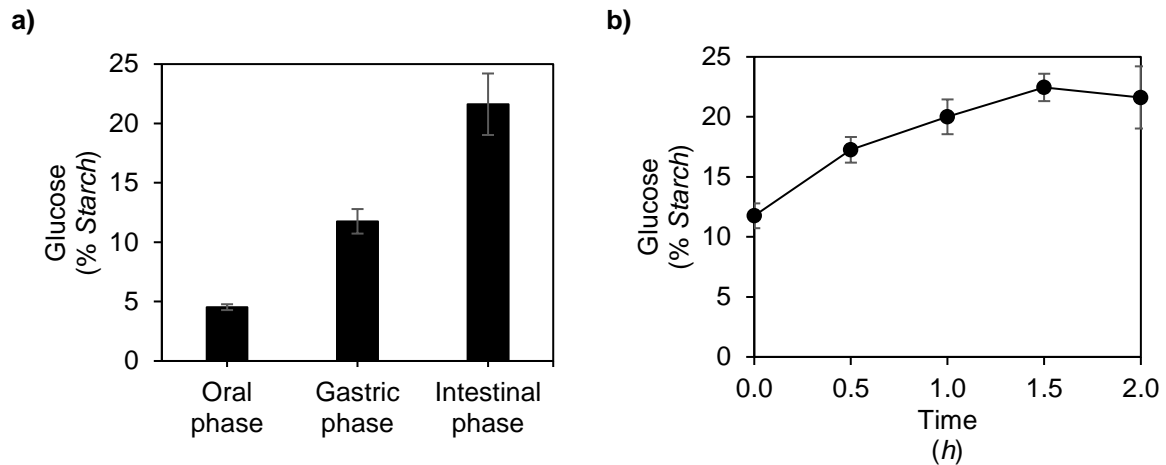 a)
25
20
15
10
5
0
Glucose
(% Starch)
Oral
phase
Gastric
phase
Intestinal
phase
b)
25
20
15
10
5
0
Glucose
(% Starch)
0.0 0.5 1.0 1.5 2.0
Time
(h)